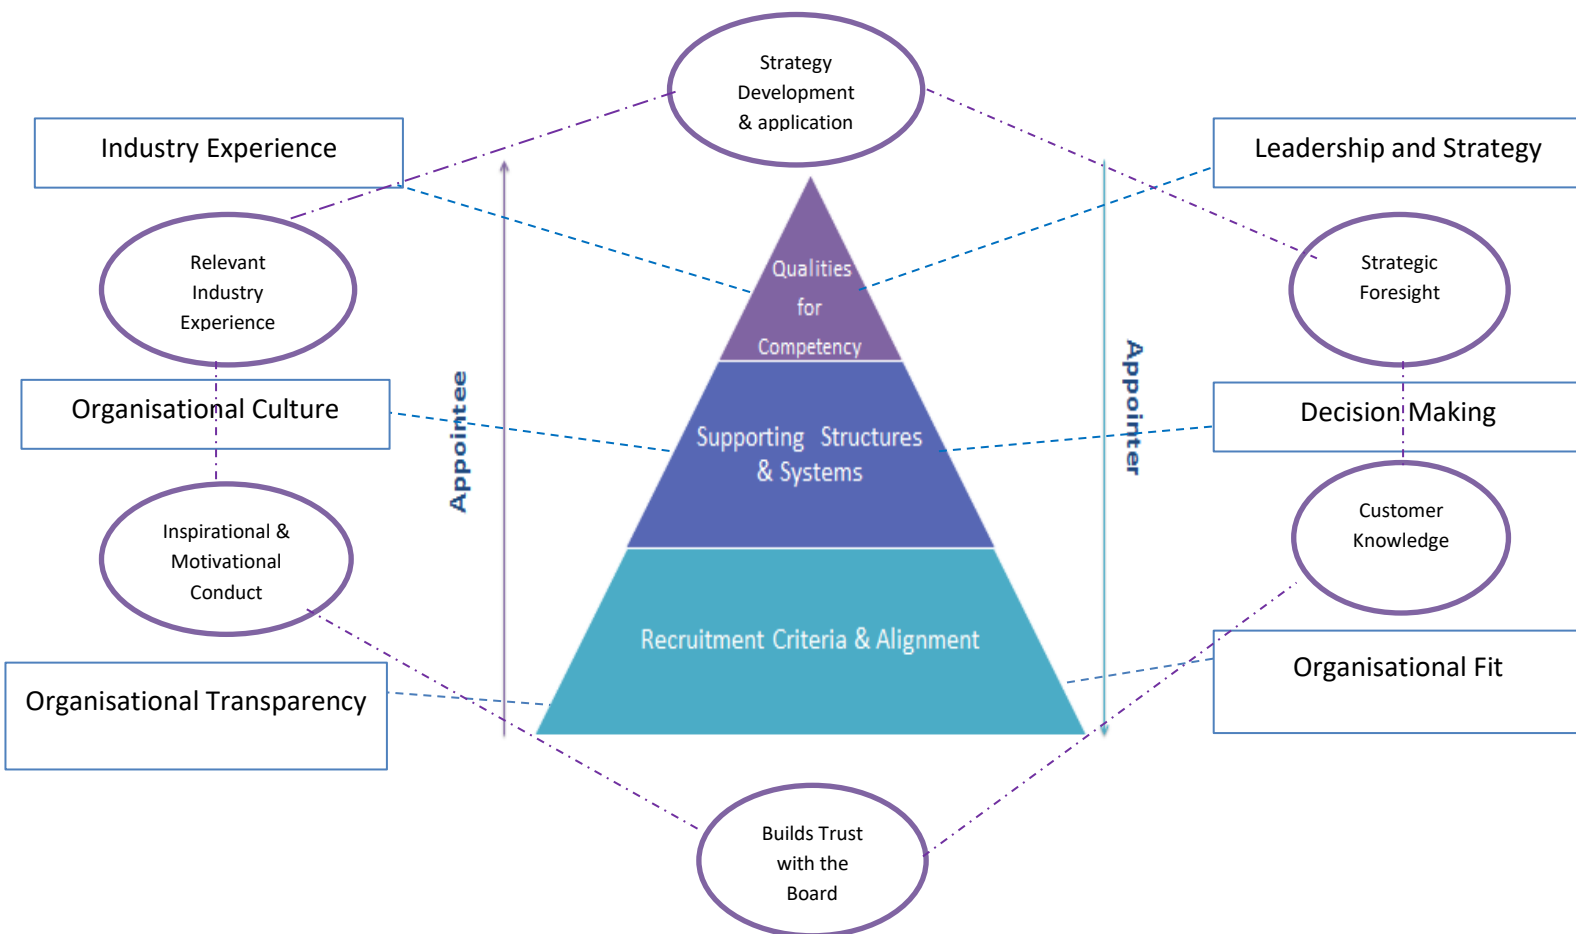 Strategy
Development
& application
Industry Experience
Leadership and Strategy
Relevant
Industry
Experience
Qualities
for
Competency
Strategic
Foresight
Appointee
Appointer
Organisational Culture
Supporting Structures
& Systems
Decision Making
Inspirational &
Motivational
Conduct
Customer
Knowledge
Recruitment Criteria & Alignment
Organisational Transparency
Organisational Fit
Builds Trust
with the
Board